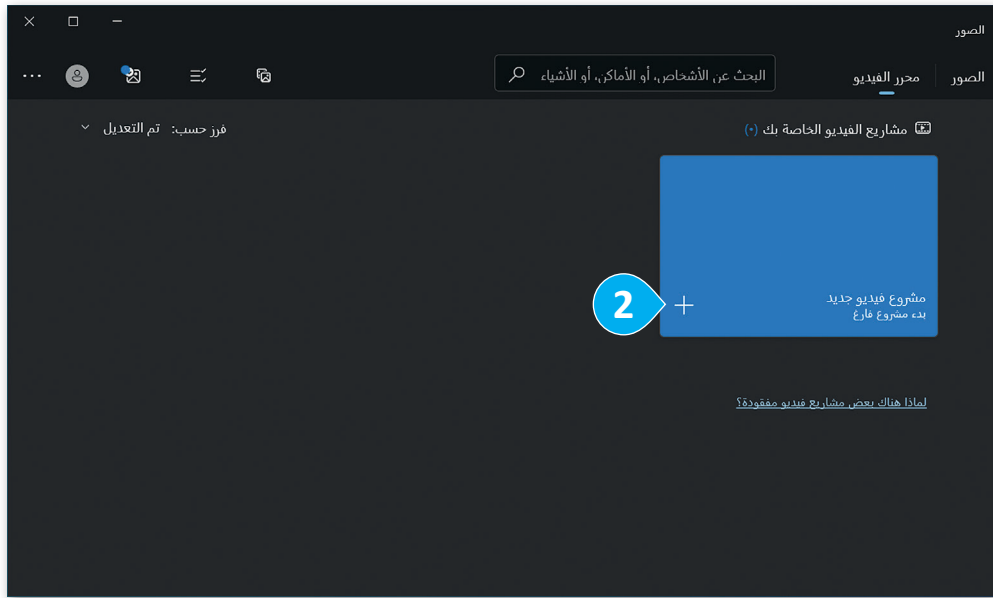 الصور
الصور
محرر الفيديو
البحث عن الأشخاص، أو الأماكن، أو الأشياء
مشاريع الفيديو الخاصة بك (٠)
فرز حسب: تم التعديل
مشروع فيديو جديد
بدء مشروع فارغ
2
لماذا هناك بعض مشاريع فيديو مفقودة؟